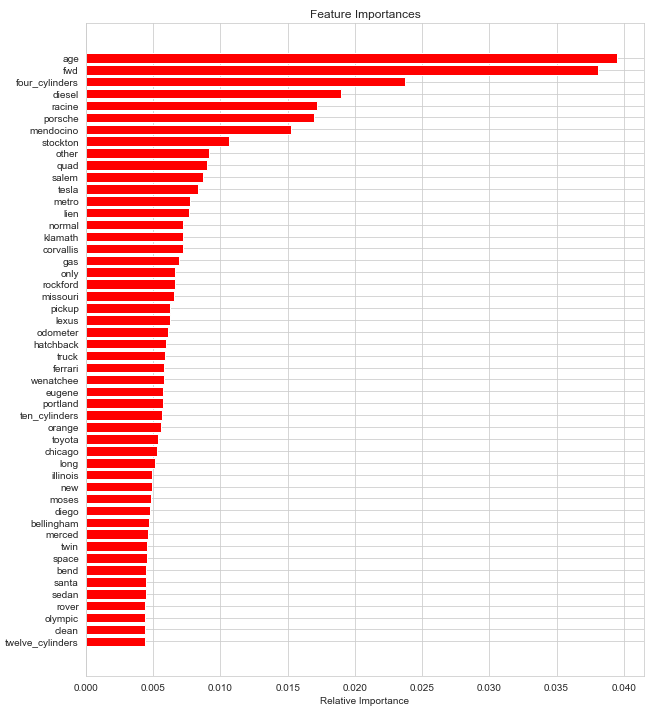 Feature Importances
age
fwd
four_cylinders
diesel
racine
porsche
mendocino
stockton
other
quad
salem
tesla
metro
lien
normal
klamath
corvallis
gas
only
rockford
missouri
pickup
lexus
odometer
hatchback
truck
ferrari
wenatchee
eugene
portland
ten_cylinders
orange
toyota
chicago
long
illinois
new
moses
diego
bellingham
merced
twin
space
bend
santa
sedan
rover
olympic
clean
twelve_cylinders
0.000 0.005 0.010 0.015 0.020 0.025 0.030 0.035 0.040
Relative Importance